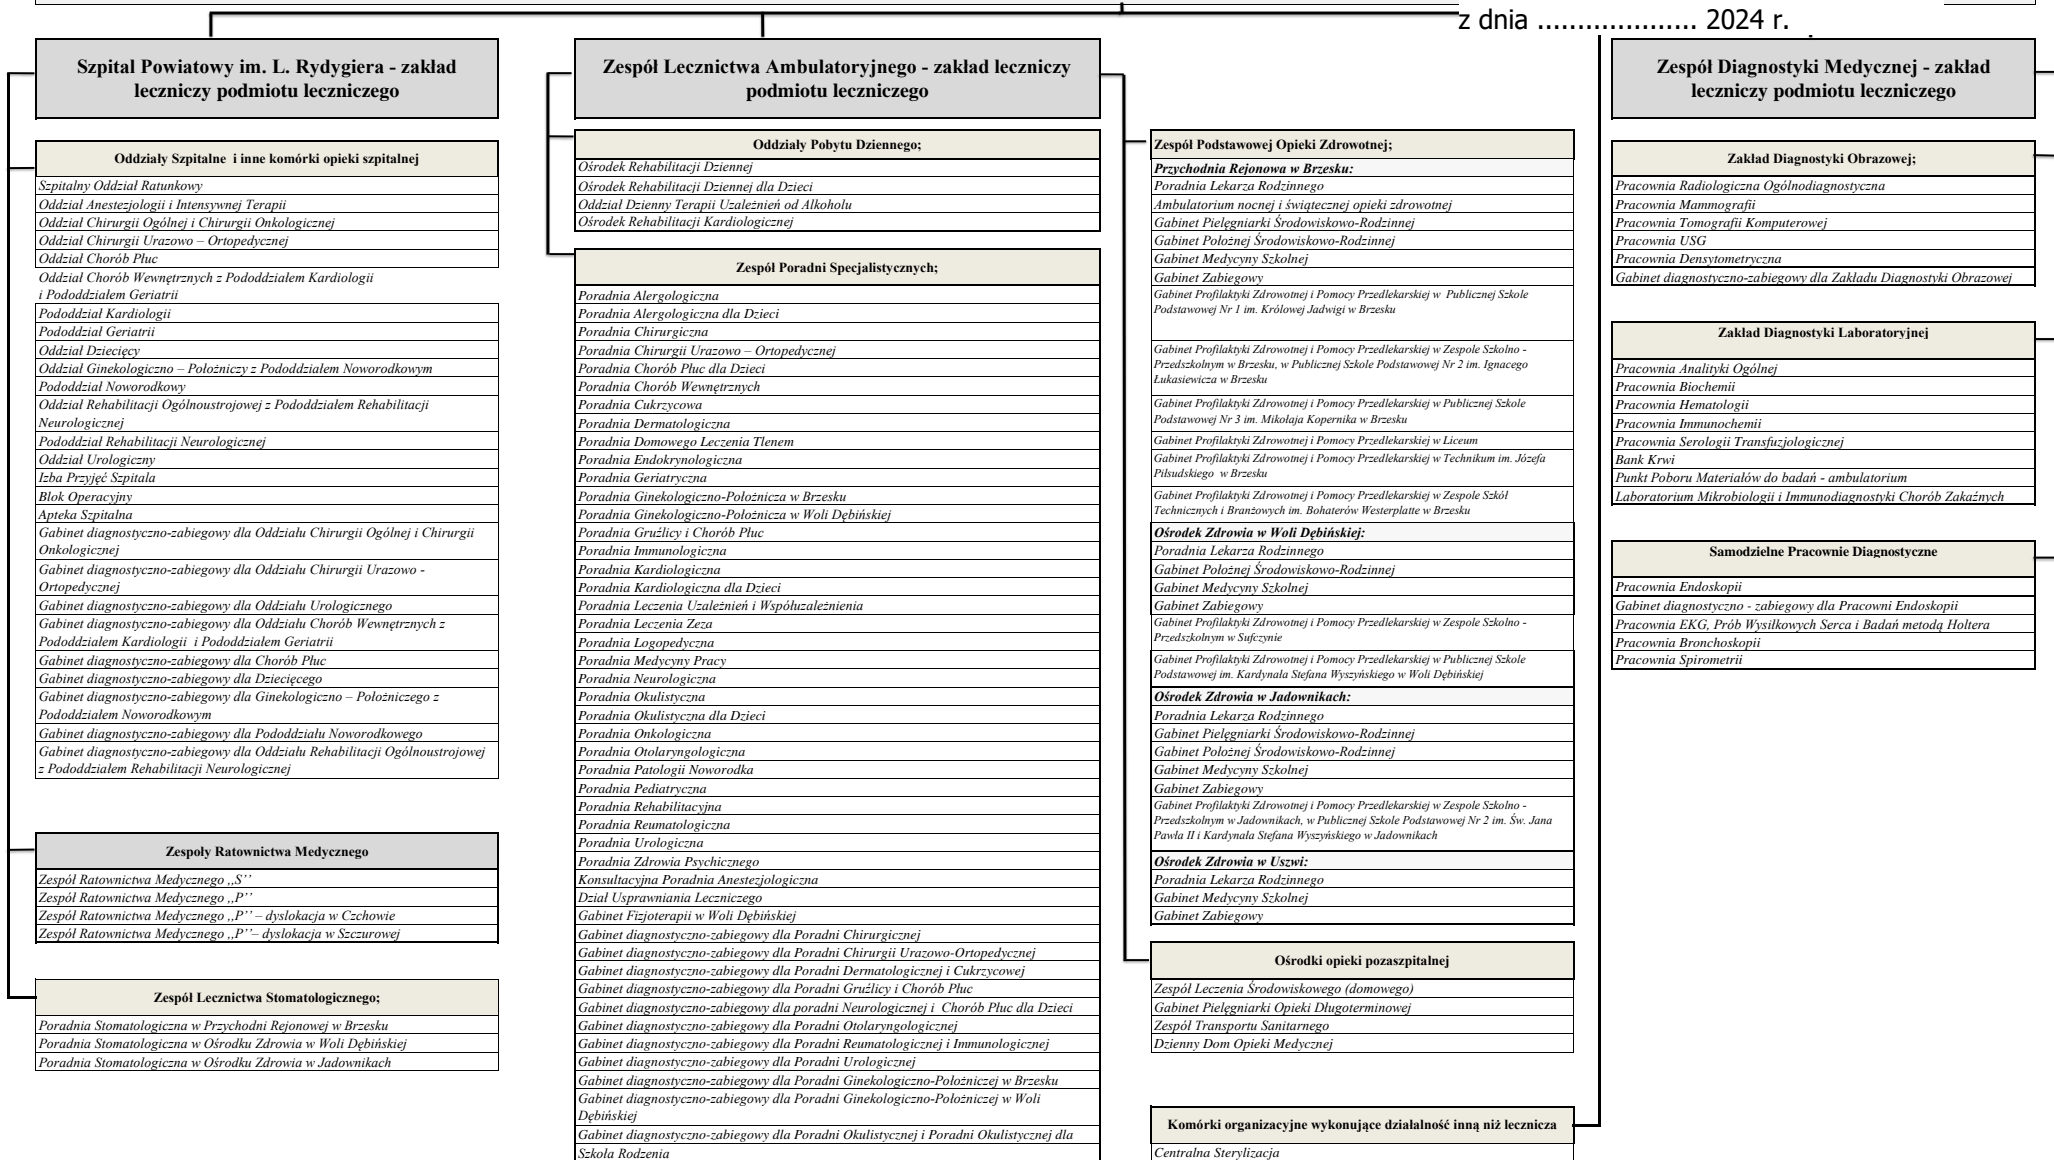 z dnia .................... 2024 r.
Szpital Powiatowy im. L. Rydygiera - zakład
leczniczy podmiotu leczniczego
Oddziały Szpitalne i inne komórki opieki szpitalnej
Szpitalny Oddział Ratunkowy
Oddział Anestezjologii i Intensywnej Terapii
Oddział Chirurgii Ogólnej i Chirurgii Onkologicznej
Oddział Chirurgii Urazowo – Ortopedycznej
Oddział Chorób Płuc
Oddział Chorób Wewnętrznych z Pododdziałem Kardiologii
i Pododdziałem Geriatrii
Pododdział Kardiologii
Pododdział Geriatrii
Oddział Dziecięcy
Oddział Ginekologiczno – Położniczy z Pododdziałem Noworodkowym
Pododdział Noworodkowy
Oddział Rehabilitacji Ogólnoustrojowej z Pododdziałem Rehabilitacji
Neurologicznej
Pododdział Rehabilitacji Neurologicznej
Oddział Urologiczny
Izba Przyjęć Szpitala
Blok Operacyjny
Apteka Szpitalna
Gabinet diagnostyczno-zabiegowy dla Oddziału Chirurgii Ogólnej i Chirurgii
Onkologicznej
Gabinet diagnostyczno-zabiegowy dla Oddziału Chirurgii Urazowo -
Ortopedycznej
Gabinet diagnostyczno-zabiegowy dla Oddziału Urologicznego
Gabinet diagnostyczno-zabiegowy dla Oddziału Chorób Wewnętrznych z
Pododdziałem Kardiologii i Pododdziałem Geriatrii
Gabinet diagnostyczno-zabiegowy dla Chorób Płuc
Gabinet diagnostyczno-zabiegowy dla Dziecięcego
Gabinet diagnostyczno-zabiegowy dla Ginekologiczno – Położniczego z
Pododdziałem Noworodkowym
Gabinet diagnostyczno-zabiegowy dla Pododdziału Noworodkowego
Gabinet diagnostyczno-zabiegowy dla Oddziału Rehabilitacji Ogólnoustrojowej
z Pododdziałem Rehabilitacji Neurologicznej
Zespoły Ratownictwa Medycznego
Zespół Ratownictwa Medycznego ,,S’’
Zespół Ratownictwa Medycznego ,,P’’
Zespół Ratownictwa Medycznego ,,P’’ – dyslokacja w Czchowie
Zespół Ratownictwa Medycznego ,,P’’– dyslokacja w Szczurowej
Zespół Lecznictwa Stomatologicznego;
Poradnia Stomatologiczna w Przychodni Rejonowej w Brzesku
Poradnia Stomatologiczna w Ośrodku Zdrowia w Woli Dębińskiej
Poradnia Stomatologiczna w Ośrodku Zdrowia w Jadownikach
Zespół Lecznictwa Ambulatoryjnego - zakład leczniczy
podmiotu leczniczego
Oddziały Pobytu Dziennego;
Ośrodek Rehabilitacji Dziennej
Ośrodek Rehabilitacji Dziennej dla Dzieci
Oddział Dzienny Terapii Uzależnień od Alkoholu
Ośrodek Rehabilitacji Kardiologicznej
Zespół Poradni Specjalistycznych;
Poradnia Alergologiczna
Poradnia Alergologiczna dla Dzieci
Poradnia Chirurgiczna
Poradnia Chirurgii Urazowo – Ortopedycznej
Poradnia Chorób Płuc dla Dzieci
Poradnia Chorób Wewnętrznych
Poradnia Cukrzycowa
Poradnia Dermatologiczna
Poradnia Domowego Leczenia Tlenem
Poradnia Endokrynologiczna
Poradnia Geriatryczna
Poradnia Ginekologiczno-Położnicza w Brzesku
Poradnia Ginekologiczno-Położnicza w Woli Dębińskiej
Poradnia Gruźlicy i Chorób Płuc
Poradnia Immunologiczna
Poradnia Kardiologiczna
Poradnia Kardiologiczna dla Dzieci
Poradnia Leczenia Uzależnień i Współuzależnienia
Poradnia Leczenia Zeza
Poradnia Logopedyczna
Poradnia Medycyny Pracy
Poradnia Neurologiczna
Poradnia Okulistyczna
Poradnia Okulistyczna dla Dzieci
Poradnia Onkologiczna
Poradnia Otolaryngologiczna
Poradnia Patologii Noworodka
Poradnia Pediatryczna
Poradnia Rehabilitacyjna
Poradnia Reumatologiczna
Poradnia Urologiczna
Poradnia Zdrowia Psychicznego
Konsultacyjna Poradnia Anestezjologiczna
Dział Usprawniania Leczniczego
Gabinet Fizjoterapii w Woli Dębińskiej
Gabinet diagnostyczno-zabiegowy dla Poradni Chirurgicznej
Gabinet diagnostyczno-zabiegowy dla Poradni Chirurgii Urazowo-Ortopedycznej
Gabinet diagnostyczno-zabiegowy dla Poradni Dermatologicznej i Cukrzycowej
Gabinet diagnostyczno-zabiegowy dla Poradni Gruźlicy i Chorób Płuc
Gabinet diagnostyczno-zabiegowy dla poradni Neurologicznej i Chorób Płuc dla Dzieci
Gabinet diagnostyczno-zabiegowy dla Poradni Otolaryngologicznej
Gabinet diagnostyczno-zabiegowy dla Poradni Reumatologicznej i Immunologicznej
Gabinet diagnostyczno-zabiegowy dla Poradni Urologicznej
Gabinet diagnostyczno-zabiegowy dla Poradni Ginekologiczno-Położniczej w Brzesku
Gabinet diagnostyczno-zabiegowy dla Poradni Ginekologiczno-Położniczej w Woli
Dębińskiej
Gabinet diagnostyczno-zabiegowy dla Poradni Okulistycznej i Poradni Okulistycznej dla
Szkoła Rodzenia
Zespół Podstawowej Opieki Zdrowotnej;
Przychodnia Rejonowa w Brzesku:
Poradnia Lekarza Rodzinnego
Ambulatorium nocnej i świątecznej opieki zdrowotnej
Gabinet Pielęgniarki Środowiskowo-Rodzinnej
Gabinet Położnej Środowiskowo-Rodzinnej
Gabinet Medycyny Szkolnej
Gabinet Zabiegowy
Gabinet Profilaktyki Zdrowotnej i Pomocy Przedlekarskiej w Publicznej Szkole
Podstawowej Nr 1 im. Królowej Jadwigi w Brzesku
Gabinet Profilaktyki Zdrowotnej i Pomocy Przedlekarskiej w Zespole Szkolno -
Przedszkolnym w Brzesku, w Publicznej Szkole Podstawowej Nr 2 im. Ignacego
Łukasiewicza w Brzesku
Gabinet Profilaktyki Zdrowotnej i Pomocy Przedlekarskiej w Publicznej Szkole
Podstawowej Nr 3 im. Mikołaja Kopernika w Brzesku
Gabinet Profilaktyki Zdrowotnej i Pomocy Przedlekarskiej w Liceum
Gabinet Profilaktyki Zdrowotnej i Pomocy Przedlekarskiej w Technikum im. Józefa
Piłsudskiego w Brzesku
Gabinet Profilaktyki Zdrowotnej i Pomocy Przedlekarskiej w Zespole Szkół
Technicznych i Branżowych im. Bohaterów Westerplatte w Brzesku
Ośrodek Zdrowia w Woli Dębińskiej:
Poradnia Lekarza Rodzinnego
Gabinet Położnej Środowiskowo-Rodzinnej
Gabinet Medycyny Szkolnej
Gabinet Zabiegowy
Gabinet Profilaktyki Zdrowotnej i Pomocy Przedlekarskiej w Zespole Szkolno -
Przedszkolnym w Sufczynie
Gabinet Profilaktyki Zdrowotnej i Pomocy Przedlekarskiej w Publicznej Szkole
Podstawowej im. Kardynała Stefana Wyszyńskiego w Woli Dębińskiej
Ośrodek Zdrowia w Jadownikach:
Poradnia Lekarza Rodzinnego
Gabinet Pielęgniarki Środowiskowo-Rodzinnej
Gabinet Położnej Środowiskowo-Rodzinnej
Gabinet Medycyny Szkolnej
Gabinet Zabiegowy
Gabinet Profilaktyki Zdrowotnej i Pomocy Przedlekarskiej w Zespole Szkolno -
Przedszkolnym w Jadownikach, w Publicznej Szkole Podstawowej Nr 2 im. Św. Jana
Pawła II i Kardynała Stefana Wyszyńskiego w Jadownikach
Ośrodek Zdrowia w Uszwi:
Poradnia Lekarza Rodzinnego
Gabinet Medycyny Szkolnej
Gabinet Zabiegowy
Ośrodki opieki pozaszpitalnej
Zespół Leczenia Środowiskowego (domowego)
Gabinet Pielęgniarki Opieki Długoterminowej
Zespół Transportu Sanitarnego
Dzienny Dom Opieki Medycznej
Komórki organizacyjne wykonujące działalność inną niż lecznicza
Centralna Sterylizacja
Zespół Diagnostyki Medycznej - zakład
leczniczy podmiotu leczniczego
Zakład Diagnostyki Obrazowej;
Pracownia Radiologiczna Ogólnodiagnostyczna
Pracownia Mammografii
Pracownia Tomografii Komputerowej
Pracownia USG
Pracownia Densytometryczna
Gabinet diagnostyczno-zabiegowy dla Zakładu Diagnostyki Obrazowej
Zakład Diagnostyki Laboratoryjnej
Pracownia Analityki Ogólnej
Pracownia Biochemii
Pracownia Hematologii
Pracownia Immunochemii
Pracownia Serologii Transfuzjologicznej
Bank Krwi
Punkt Poboru Materiałów do badań - ambulatorium
Laboratorium Mikrobiologii i Immunodiagnostyki Chorób Zakaźnych
Samodzielne Pracownie Diagnostyczne
Pracownia Endoskopii
Gabinet diagnostyczno - zabiegowy dla Pracowni Endoskopii
Pracownia EKG, Prób Wysiłkowych Serca i Badań metodą Holtera
Pracownia Bronchoskopii
Pracownia Spirometrii